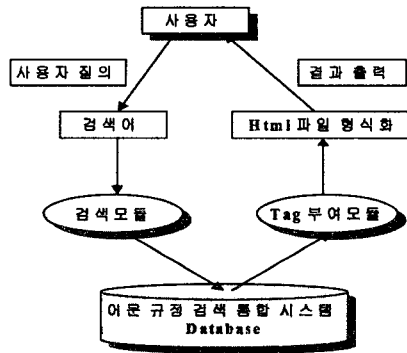 사용자
사용자 질의
결과 출력
검색어
Html 파일 형식화
검색모듈
Tag 부여모듈
어문 규정 검색 통합 시스템
Database